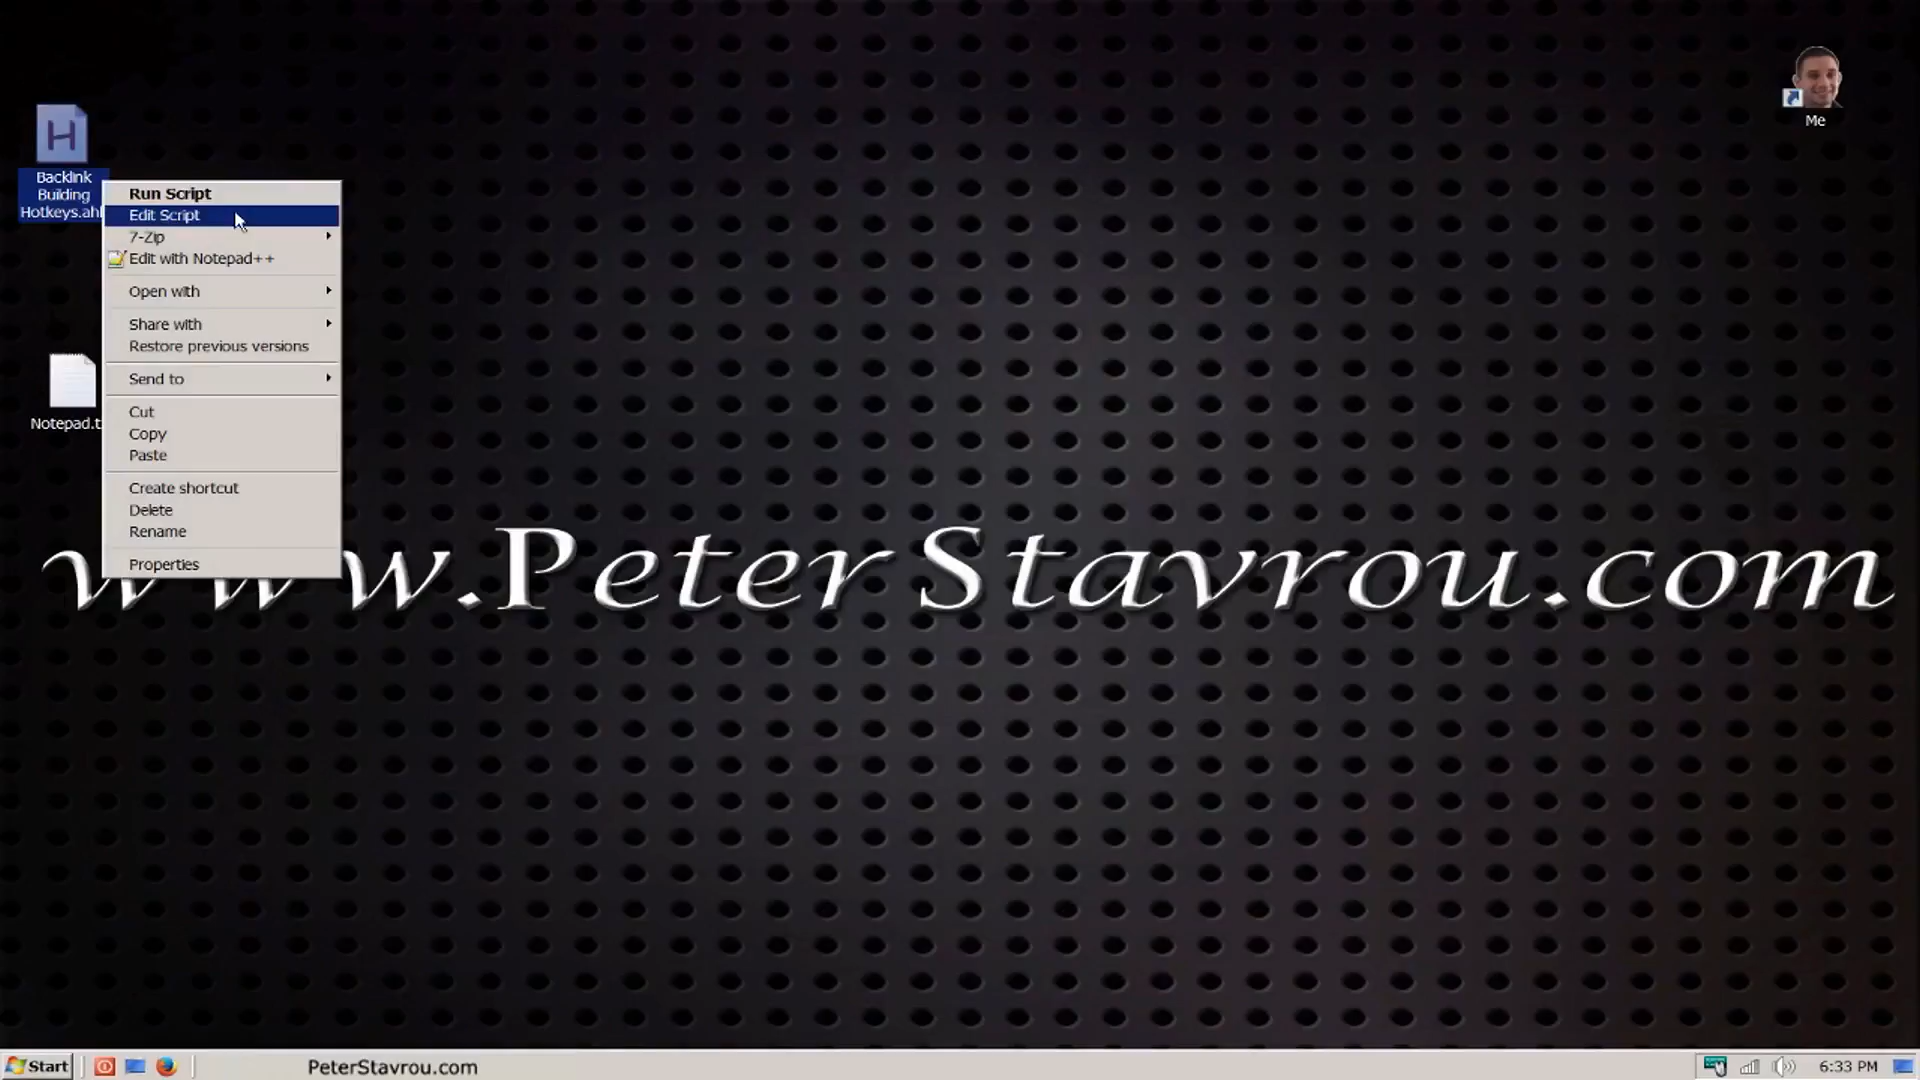 Me
Backlink
Building
Hotkeys.ahk
Run Script
Edit Script
7-Zip
Edit with Notepad++
Open with
Share with
Restore previous versions
Send to
Notepad.t
Cut
Copy
Paste
Create shortcut
Delete
Rename
Properties
www.PeterStavrou.com
Start
PeterStavrou.com
6:33 PM